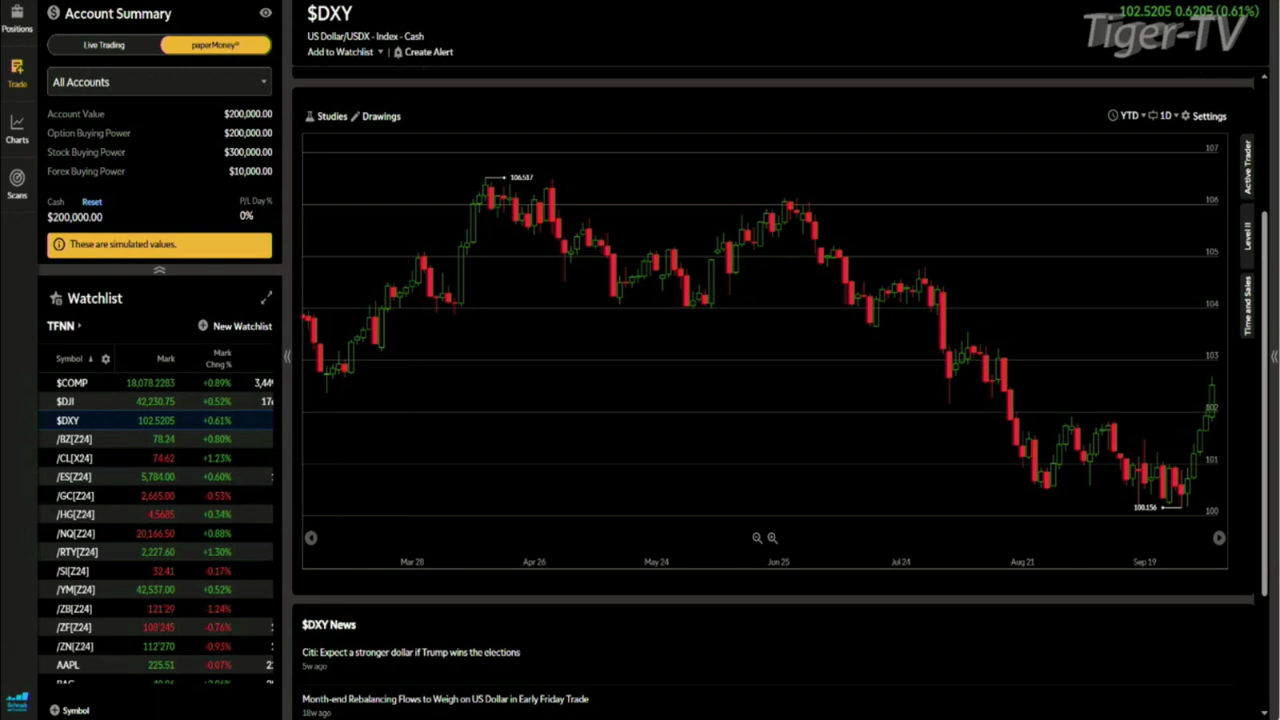 Positions
Trade
Charts
Scans
Account Summary
Live Trading
paperMoney®
All Accounts
Account Value $200,000.00
Option Buying Power $200,000.00
Stock Buying Power $300,000.00
Forex Buying Power $10,000.00
Cash Reset P/L Day %
$200,000.00 0%
These are simulated values.
Watchlist
TFNN
New Watchlist
Symbol Mark Mark Chng %
$COMP 18,078.2283 +0.89%
$DJI 42,230.75 +0.52%
$DXY 102.5205 +0.61%
/BZ[Z24] 78.24 +0.80%
/CL[X24] 74.62 +1.23%
/ES[Z24] 5,784.00 +0.60%
/GC[Z24] 2,665.00 -0.53%
/HG[Z24] 4.5685 +0.34%
/NQ[Z24] 20,166.50 +0.88%
/RTY[Z24] 2,227.60 +1.30%
/SI[Z24] 32.41 -0.17%
/YM[Z24] 42,537.00 +0.52%
/ZB[Z24] 121'29 -1.24%
/ZF[Z24] 108'245 -0.76%
/ZN[Z24] 112'270 -0.93%
AAPL 225.51 -0.07%
Symbol
$DXY
102.5205 0.6205 (0.61%)
Tiger-TV
US Dollar/USDX - Index - Cash
Add to Watchlist
Create Alert
Studies
Drawings
YTD
1D
Settings
107
106
105
104
103
102
101
100
106.517
100.156
Mar 28
Apr 26
May 24
Jun 25
Jul 24
Aug 21
Sep 19
Active Trader
Level II
Time and Sales
$DXY News
Citi: Expect a stronger dollar if Trump wins the elections
5w ago
Month-end Rebalancing Flows to Weigh on US Dollar in Early Friday Trade
18w ago